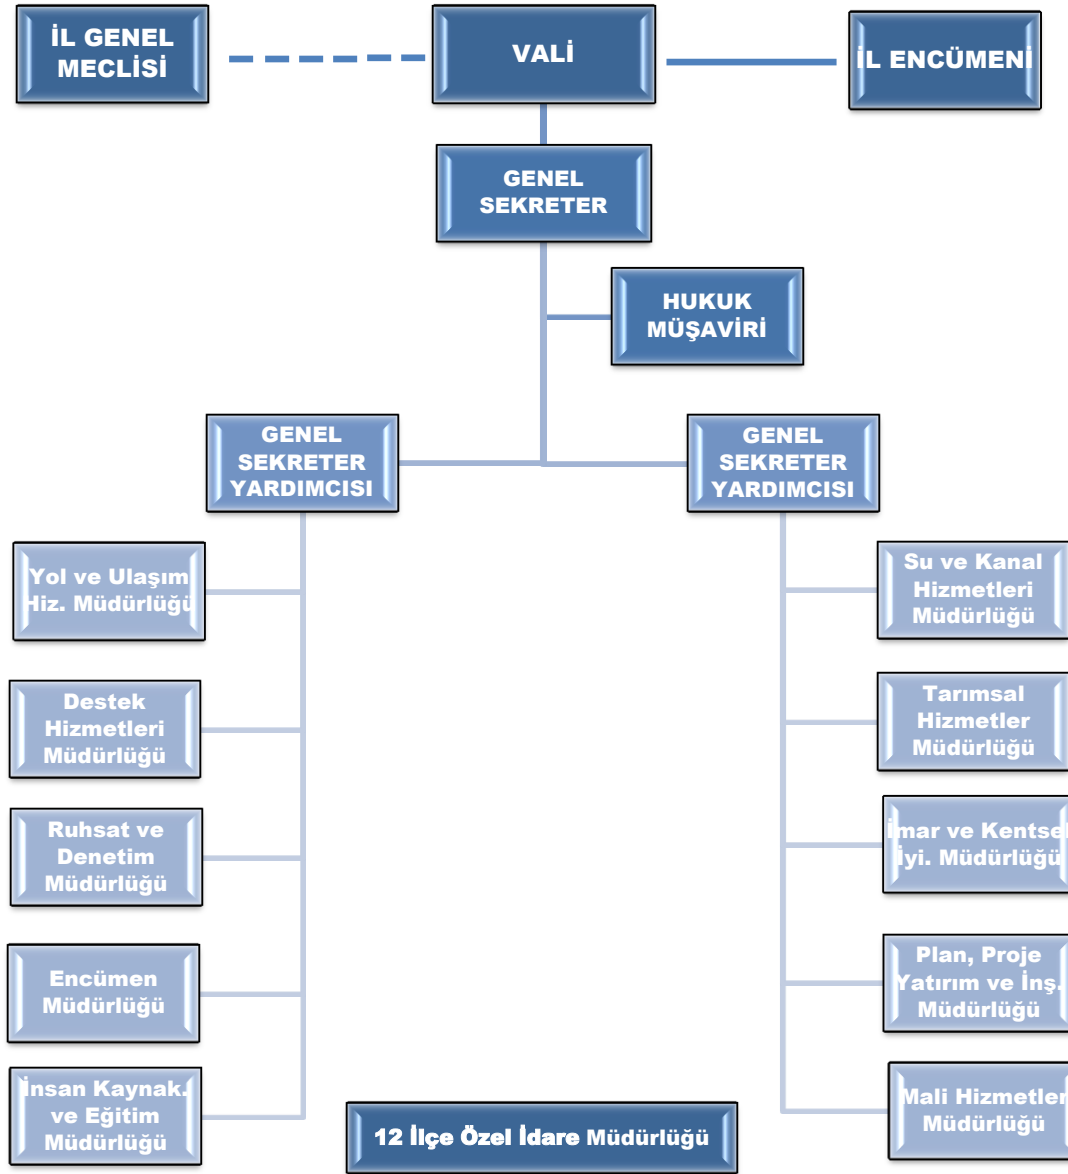 İL GENEL
MECLİSİ
VALİ
İL ENCÜMENİ
GENEL
SEKRETER
HUKUK
MÜŞAVİRİ
GENEL
SEKRETER
YARDIMCISI
GENEL
SEKRETER
YARDIMCISI
Yol ve Ulaşım
Hiz. Müdürlüğü
Su ve Kanal
Hizmetleri
Müdürlüğü
Destek
Hizmetleri
Müdürlüğü
Tarımsal
Hizmetler
Müdürlüğü
Ruhsat ve
Denetim
Müdürlüğü
İmar ve Kentsel
İyi. Müdürlüğü
Encümen
Müdürlüğü
Plan, Proje
Yatırım ve İnş.
Müdürlüğü
İnsan Kaynak.
ve Eğitim
Müdürlüğü
Mali Hizmetler
Müdürlüğü
12 İlçe Özel İdare Müdürlüğü